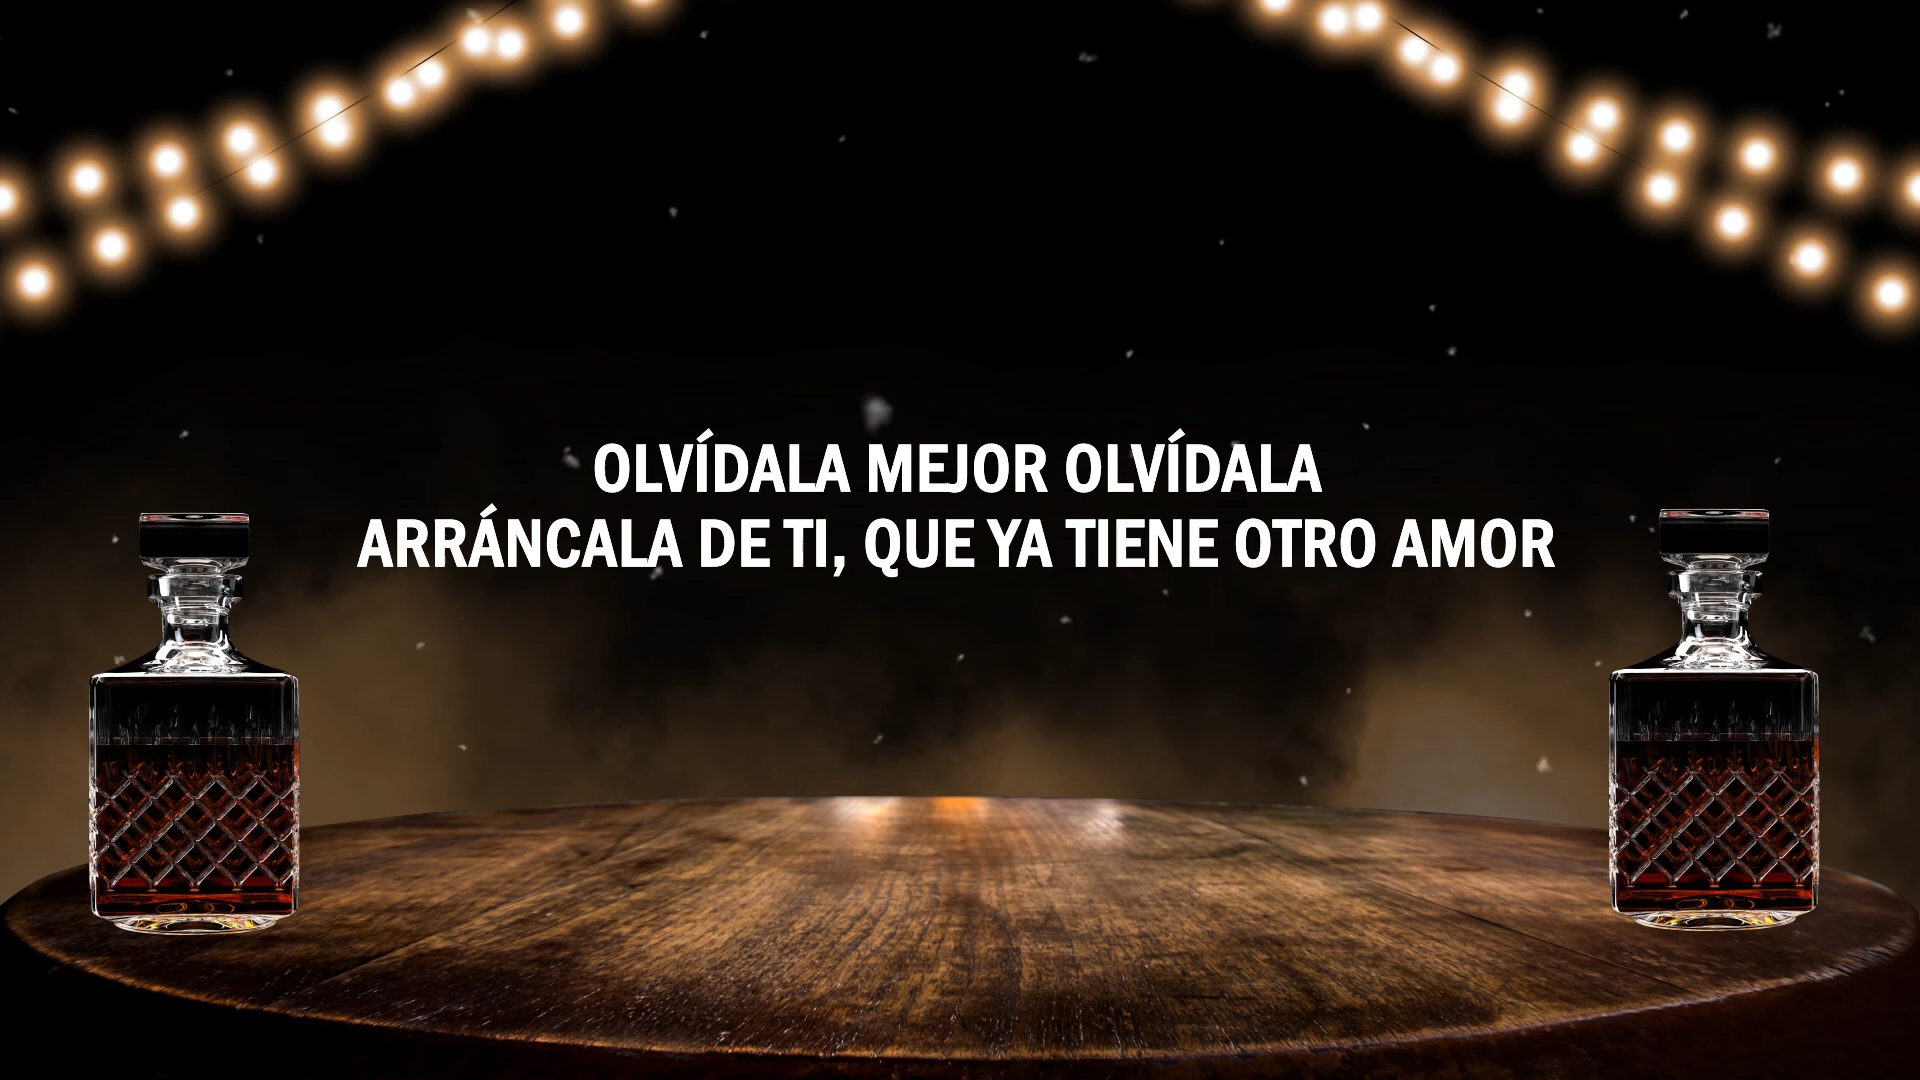 OLVÍDALA MEJOR OLVÍDALA
ARRÁNCALA DE TI, QUE YA TIENE OTRO AMOR